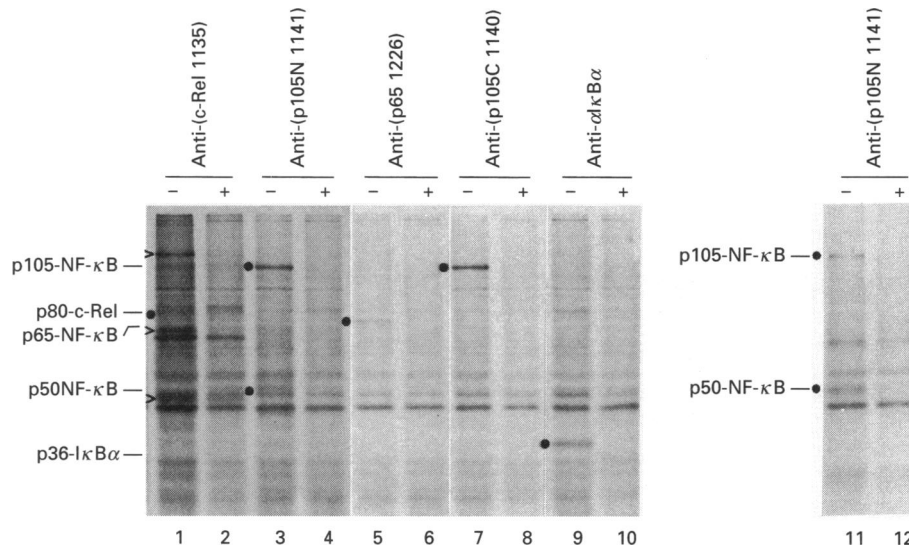 Anti-(c-Rel 1135)
Anti-(p105N 1141)
Anti-(p65 1226)
Anti-(p105C 1140)
Anti-αIκBα
Anti-(p105N 1141)
– + – + – + – + – + – +
p105-NF-κB
p80-c-Rel
p65-NF-κB
p50NF-κB
p36-IκBα
p105-NF-κB
p50-NF-κB
1 2 3 4 5 6 7 8 9 10 11 12